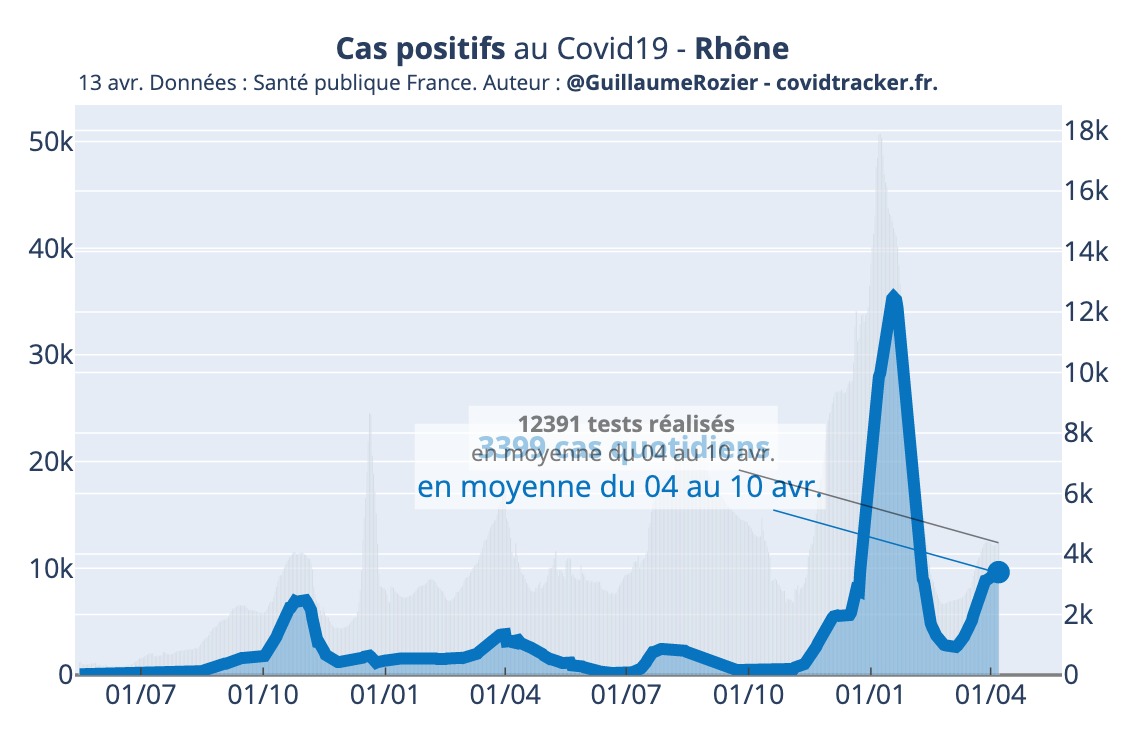 Cas positifs au Covid19 - Rhône
13 avr. Données : Santé publique France. Auteur : @GuillaumeRozier - covidtracker.fr.
50k
40k
30k
20k
10k
0
18k
16k
14k
12k
10k
8k
6k
4k
2k
0
12391 tests réalisés
en moyenne du 04 au 10 avr.
3399 cas quotidiens
en moyenne du 04 au 10 avr.
01/07 01/10 01/01 01/04 01/07 01/10 01/01 01/04